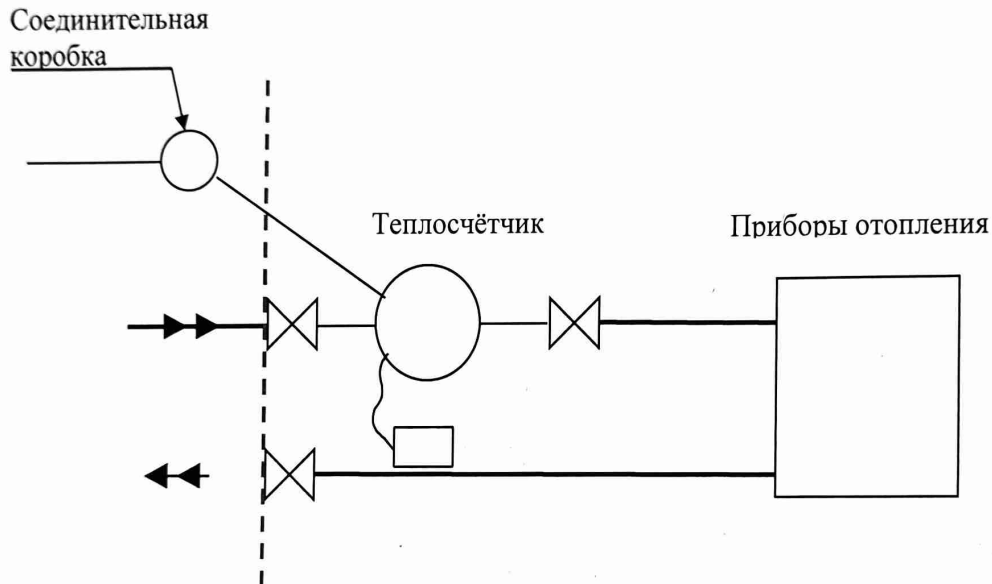 Соединительная
коробка
Теплосчётчик
Приборы отопления